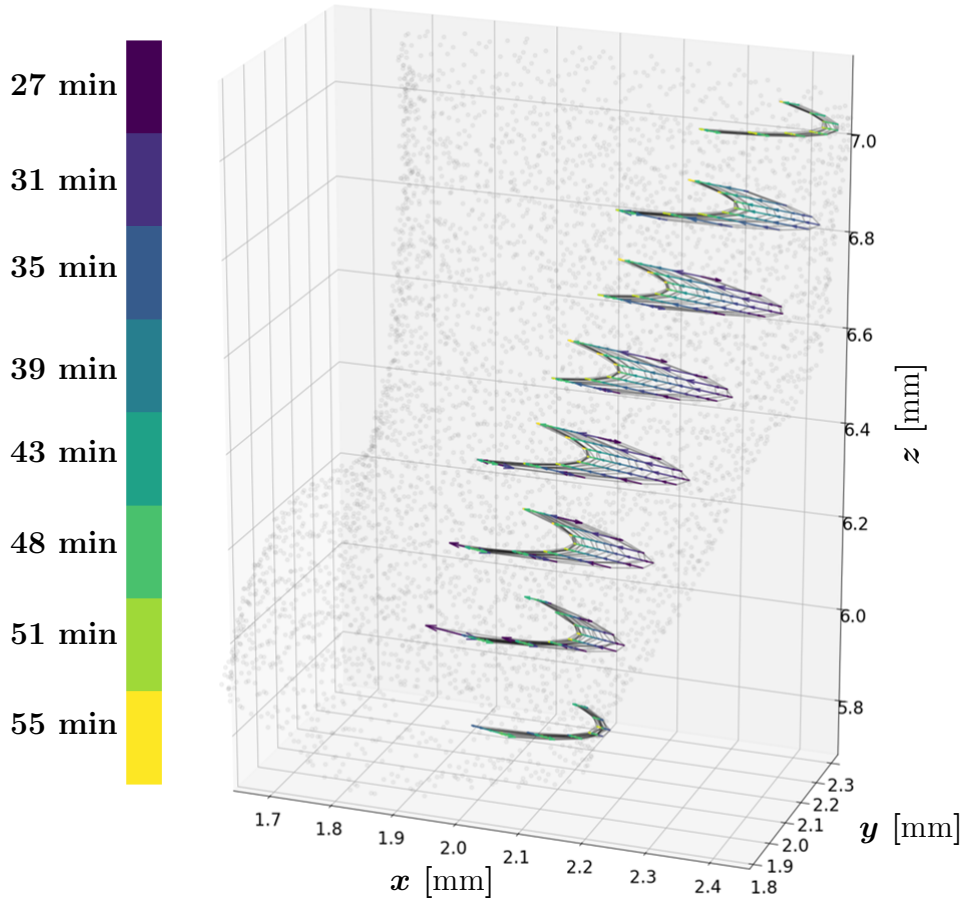 27 min
31 min
35 min
39 min
43 min
48 min
51 min
55 min
7.0
6.8
6.6
6.4
6.2
6.0
5.8
z [mm]
2.3
2.2
2.1
2.0
1.9
1.8
y [mm]
1.7
1.8
1.9
2.0
2.1
2.2
2.3
2.4
x [mm]